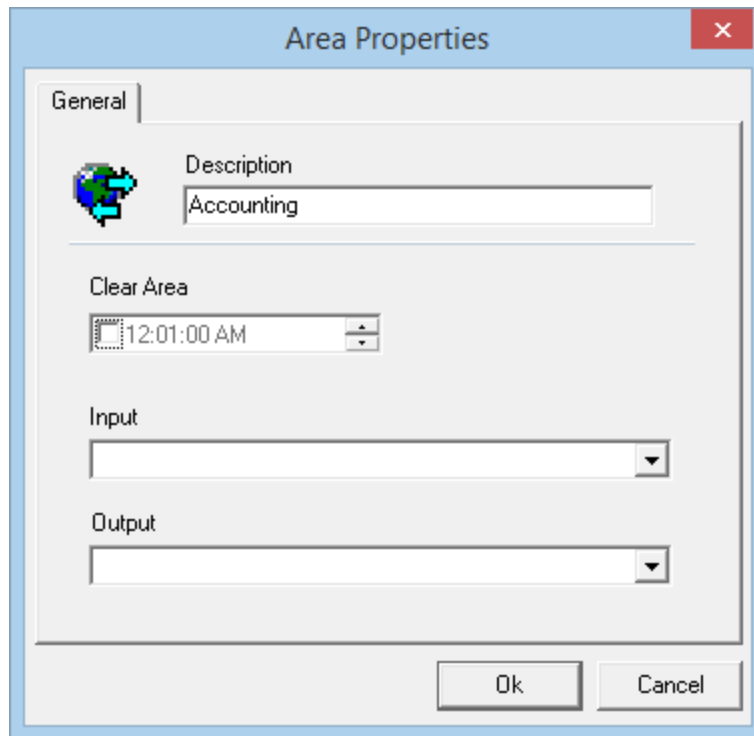 Area Properties
General
Description
Accounting
Clear Area
12:01:00 AM
Input
Output
Ok
Cancel